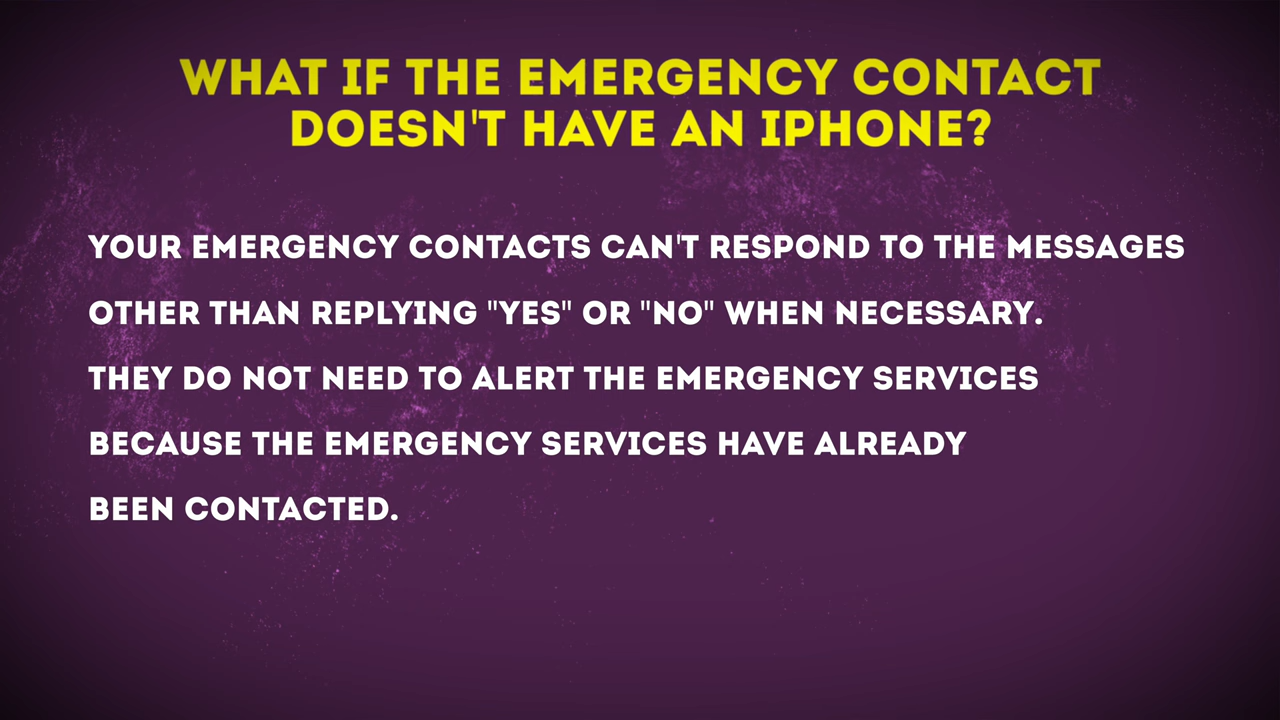 WHAT IF THE EMERGENCY CONTACT
DOESN'T HAVE AN IPHONE?
YOUR EMERGENCY CONTACTS CAN'T RESPOND TO THE MESSAGES
OTHER THAN REPLYING "YES" OR "NO" WHEN NECESSARY.
THEY DO NOT NEED TO ALERT THE EMERGENCY SERVICES
BECAUSE THE EMERGENCY SERVICES HAVE ALREADY
BEEN CONTACTED.